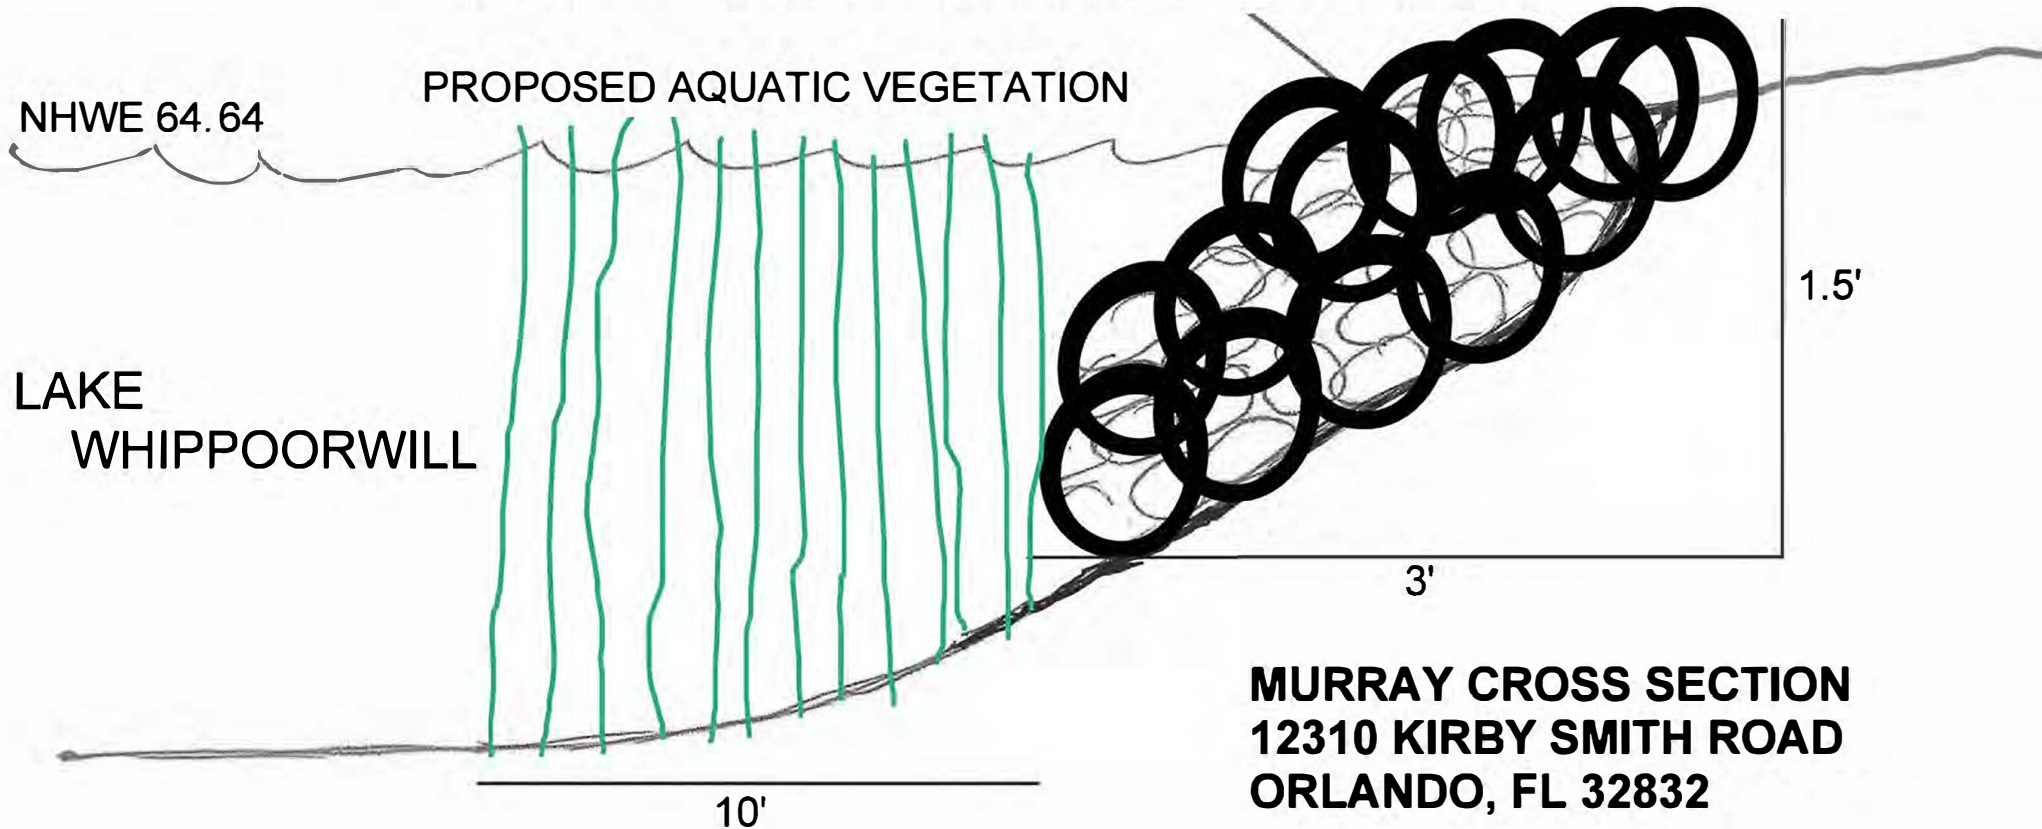 PROPOSED AQUATIC VEGETATION
NHWE 64.64
1.5'
LAKE
WHIPPOORWILL
3'
MURRAY CROSS SECTION
12310 KIRBY SMITH ROAD
ORLANDO, FL 32832
10'